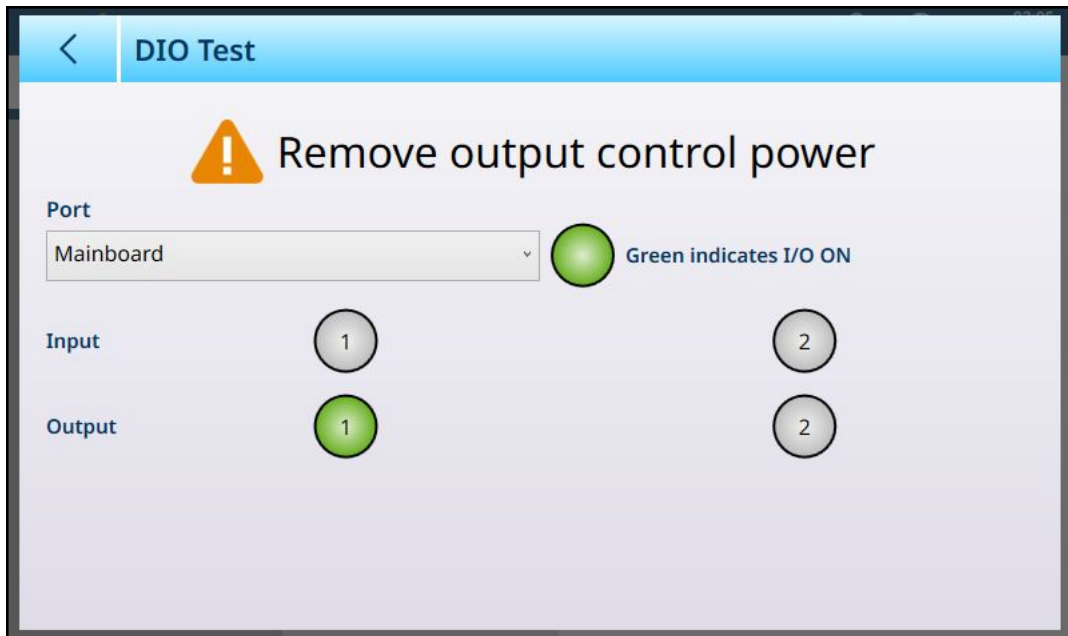 DIO Test
Remove output control power
Port
Mainboard
Green indicates I/O ON
Input 1 2
Output 1 2